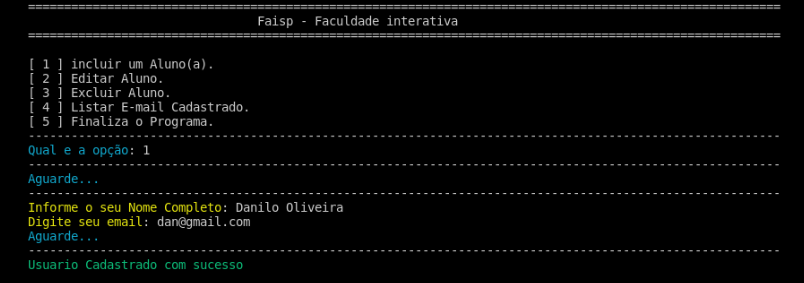 =========================================================================================================
Faisp - Faculdade interativa
=========================================================================================================
[ 1 ] incluir um Aluno(a).
[ 2 ] Editar Aluno.
[ 3 ] Excluir Aluno.
[ 4 ] Listar E-mail Cadastrado.
[ 5 ] Finaliza o Programa.
---------------------------------------------------------------------------------------------------------
Qual e a opção: 1
---------------------------------------------------------------------------------------------------------
Aguarde...
---------------------------------------------------------------------------------------------------------
Informe o seu Nome Completo: Danilo Oliveira
Digite seu email: dan@gmail.com
Aguarde...
---------------------------------------------------------------------------------------------------------
Usuario Cadastrado com sucesso